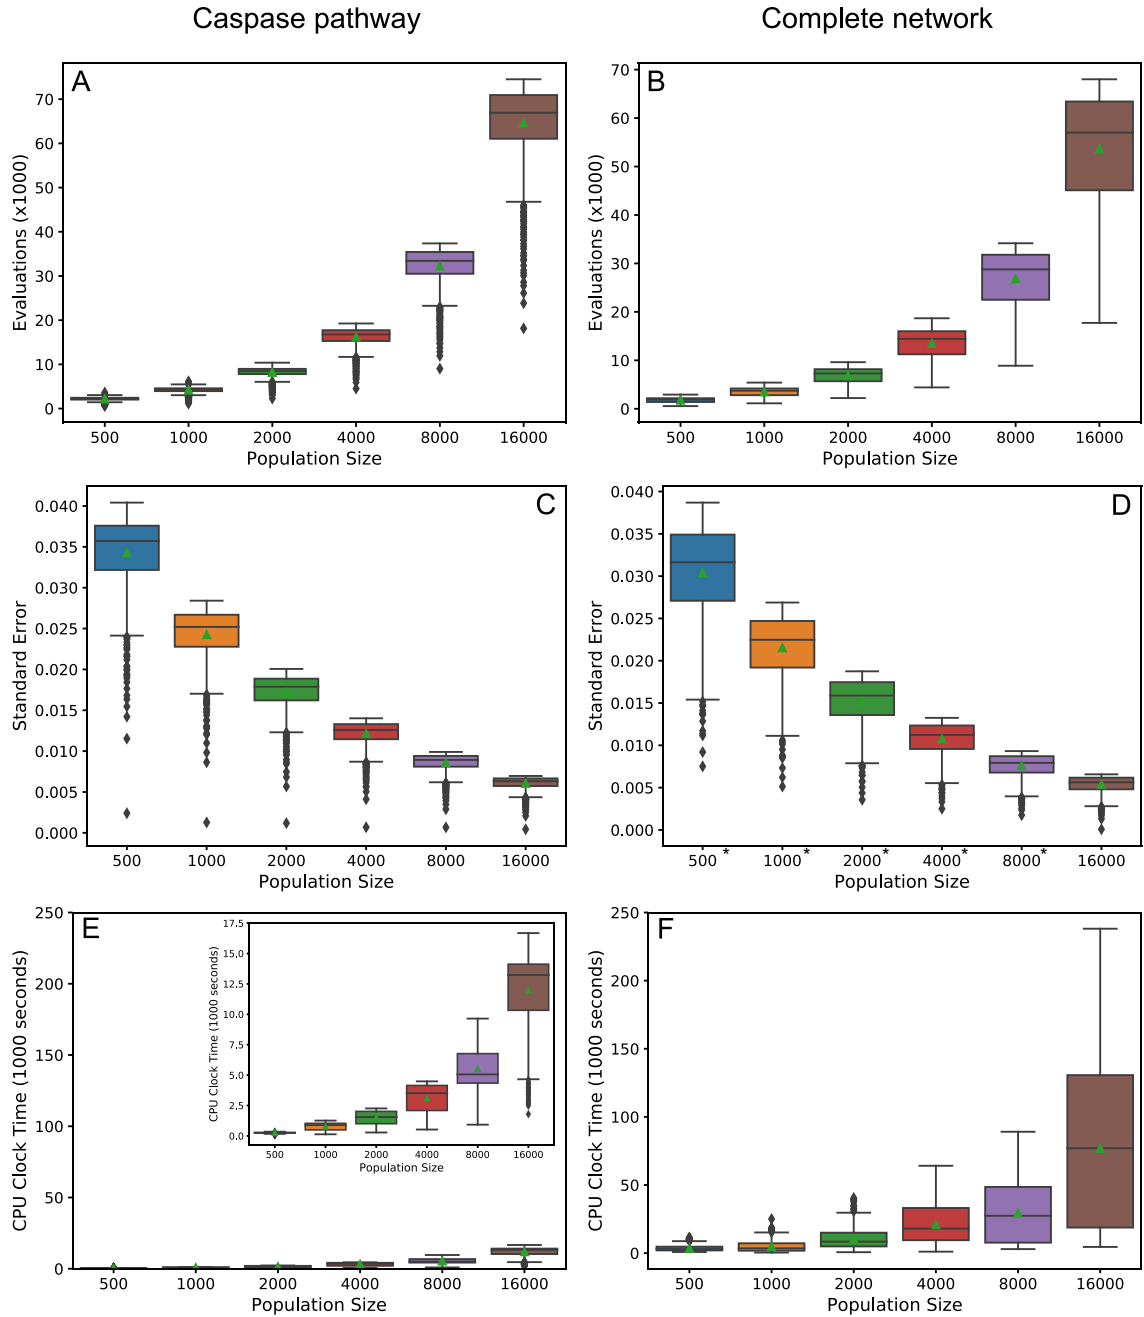 Caspase pathway
Complete network
A
Evaluations (x1000)
70
60
50
40
30
20
10
0
500 1000 2000 4000 8000 16000
Population Size
B
Evaluations (x1000)
70
60
50
40
30
20
10
0
500 1000 2000 4000 8000 16000
Population Size
C
Standard Error
0.040
0.035
0.030
0.025
0.020
0.015
0.010
0.005
0.000
500 1000 2000 4000 8000 16000
Population Size
D
Standard Error
0.040
0.035
0.030
0.025
0.020
0.015
0.010
0.005
0.000
500 * 1000 * 2000 * 4000 * 8000 * 16000
Population Size
E
CPU Clock Time (1000 seconds)
250
200
150
100
50
0
500 1000 2000 4000 8000 16000
Population Size
CPU Clock Time (1000 seconds)
17.5
15.0
12.5
10.0
7.5
5.0
2.5
0.0
500 1000 2000 4000 8000 16000
Population Size
F
CPU Clock Time (1000 seconds)
250
200
150
100
50
0
500 1000 2000 4000 8000 16000
Population Size